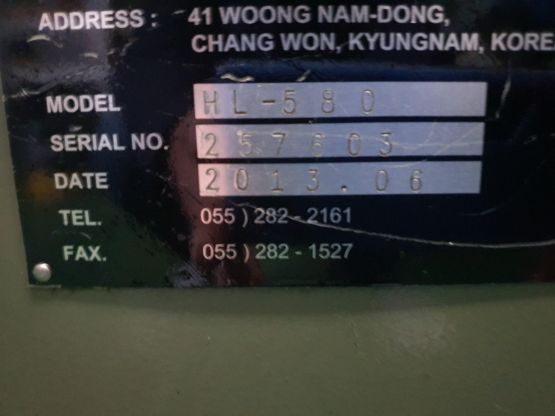 ADDRESS : 41 WOONG NAM-DONG,
CHANG WON, KYUNGNAM, KORE
MODEL HL-580
SERIAL NO. 257603
DATE 2013.06
TEL. 055 ) 282 - 2161
FAX. 055 ) 282 - 1527